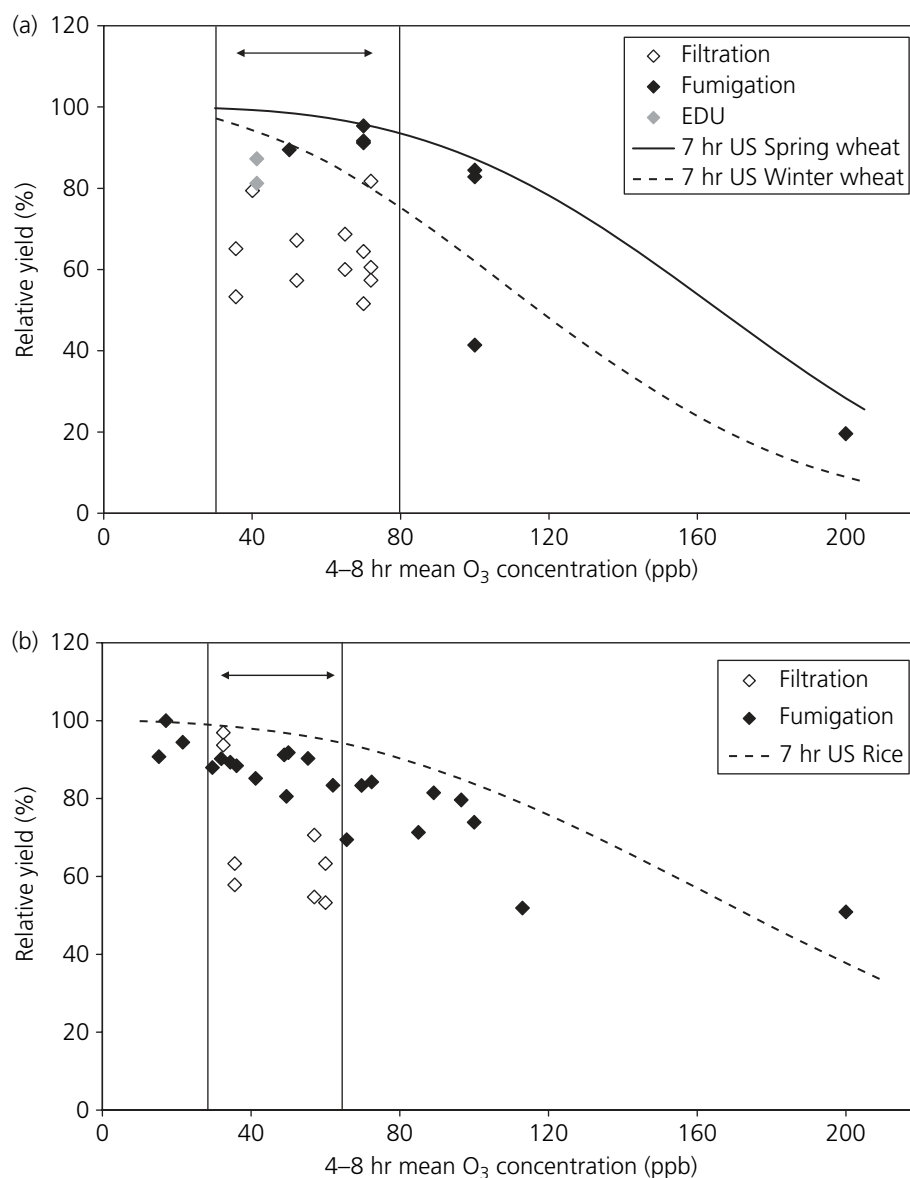 (a)
120
100
80
60
40
20
0
Relative yield (%)
0 40 80 120 160 200
4–8 hr mean O₃ concentration (ppb)
Filtration
Fumigation
EDU
7 hr US Spring wheat
7 hr US Winter wheat
(b)
120
100
80
60
40
20
0
Relative yield (%)
0 40 80 120 160 200
4–8 hr mean O₃ concentration (ppb)
Filtration
Fumigation
7 hr US Rice